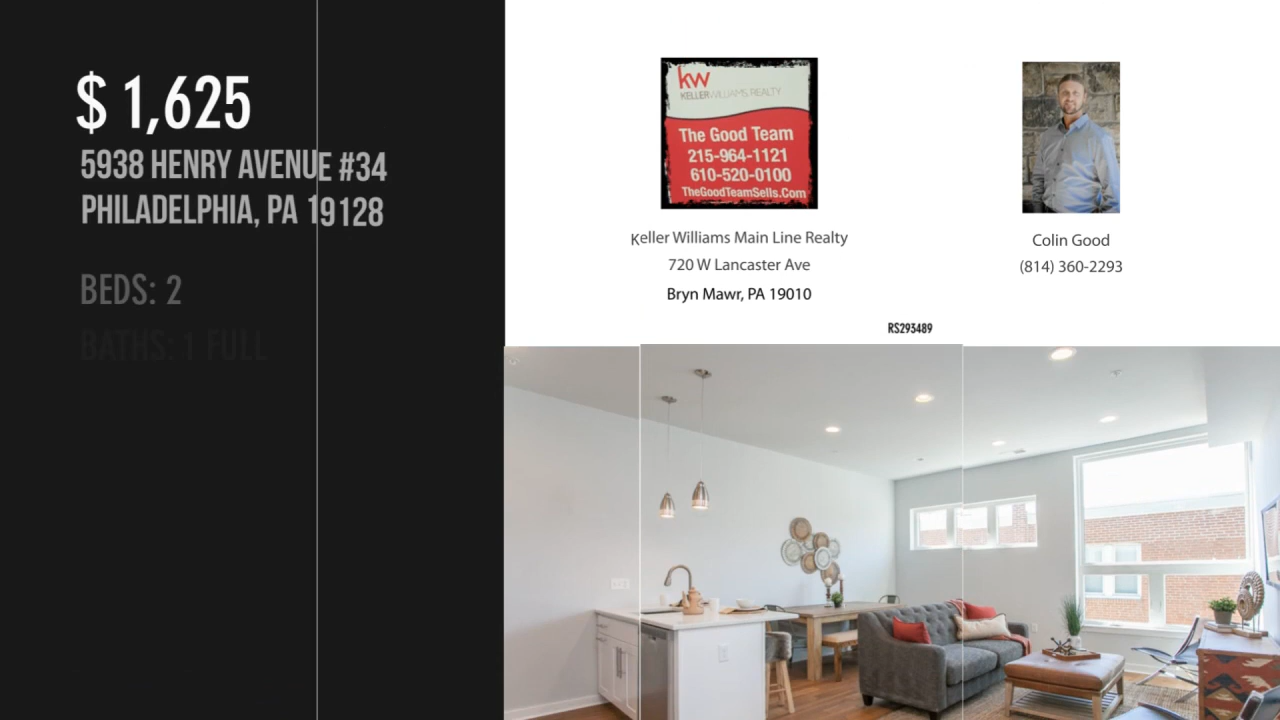 $ 1,625
5938 HENRY AVENUE #34
PHILADELPHIA, PA 19128
BEDS: 2
BATHS: 1 FULL
kw
KELLERWILLIAMS. REALTY
The Good Team
215-964-1121
610-520-0100
TheGoodTeamSells.Com
Keller Williams Main Line Realty
720 W Lancaster Ave
Bryn Mawr, PA 19010
Colin Good
(814) 360-2293
RS293489